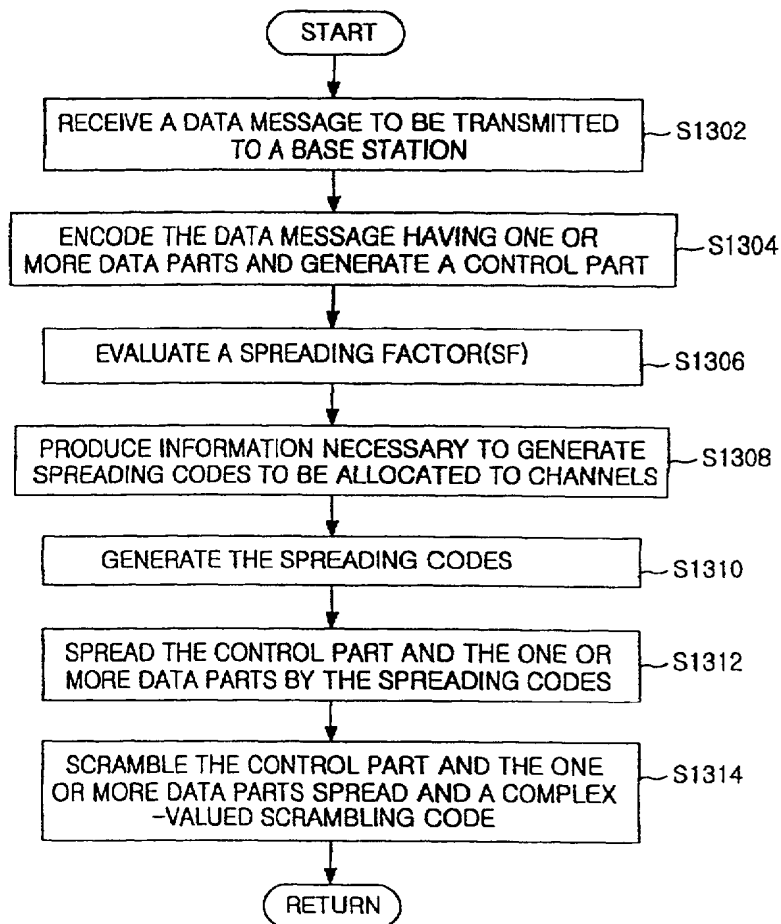 START
RECEIVE A DATA MESSAGE TO BE TRANSMITTED
TO A BASE STATION
S1302
ENCODE THE DATA MESSAGE HAVING ONE OR
MORE DATA PARTS AND GENERATE A CONTROL PART
S1304
EVALUATE A SPREADING FACTOR(SF)
S1306
PRODUCE INFORMATION NECESSARY TO GENERATE
SPREADING CODES TO BE ALLOCATED TO CHANNELS
S1308
GENERATE THE SPREADING CODES
S1310
SPREAD THE CONTROL PART AND THE ONE OR
MORE DATA PARTS BY THE SPREADING CODES
S1312
SCRAMBLE THE CONTROL PART AND THE ONE
OR MORE DATA PARTS SPREAD AND A COMPLEX
-VALUED SCRAMBLING CODE
S1314
RETURN